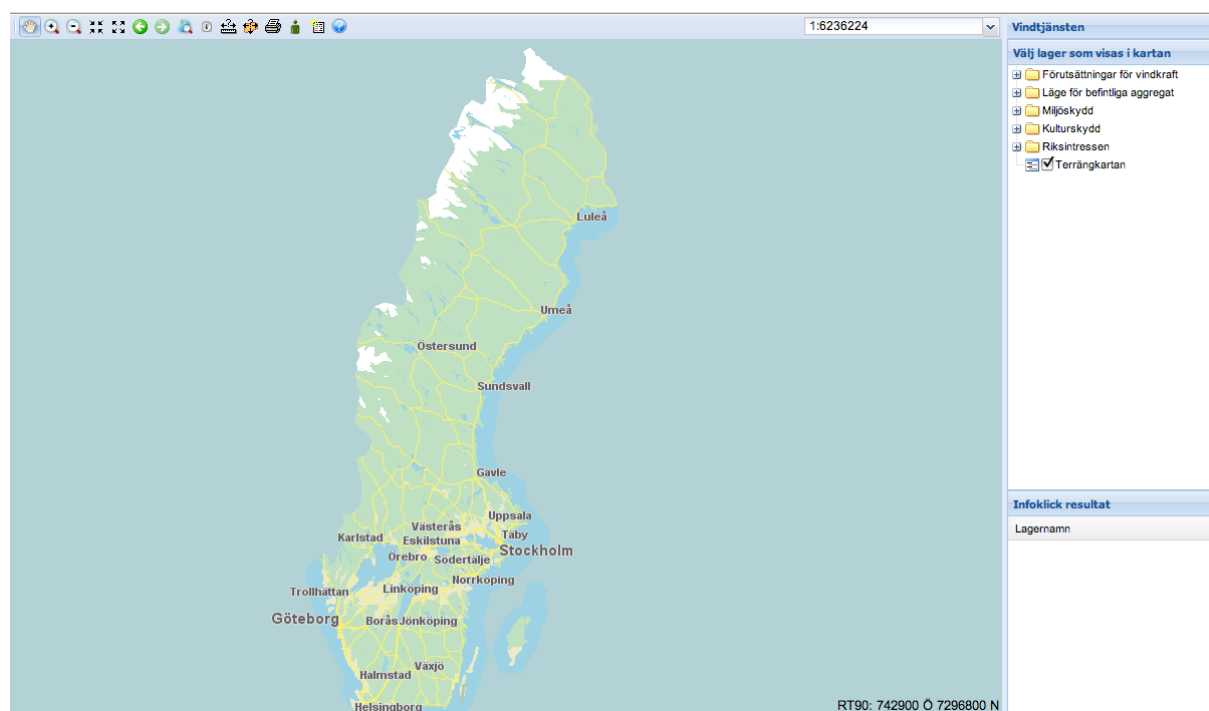 1:6236224
Vindtjänsten
Välj lager som visas i kartan
Förutsättningar för vindkraft
Läge för befintliga aggregat
Miljöskydd
Kulturskydd
Riksintressen
Terrängkartan
Luleå
Umeå
Östersund
Sundsvall
Gävle
Uppsala
Västerås
Täby
Karlstad
Eskilstuna
Stockholm
Örebro
Södertälje
Norrköping
Trollhättan
Linköping
Göteborg
Borås Jönköping
Växjö
Halmstad
Helsingborg
RT90: 742900 Ö 7296800 N
Infoklick resultat
Lagernamn